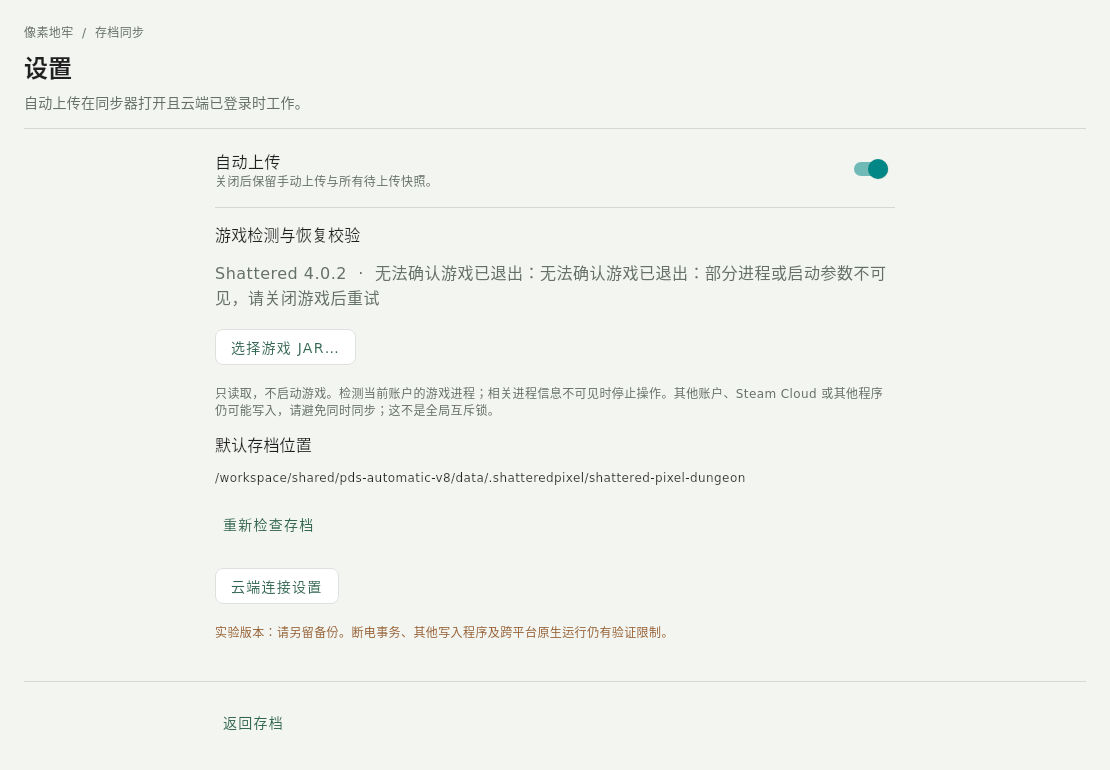 像素地牢 / 存档同步
设置
自动上传在同步器打开且云端已登录时工作。
自动上传
关闭后保留手动上传与所有待上传快照。
游戏检测与恢复校验
Shattered 4.0.2 · 无法确认游戏已退出：无法确认游戏已退出：部分进程或启动参数不可
见，请关闭游戏后重试
选择游戏 JAR…
只读取，不启动游戏。检测当前账户的游戏进程；相关进程信息不可见时停止操作。其他账户、Steam Cloud 或其他程序
仍可能写入，请避免同时同步；这不是全局互斥锁。
默认存档位置
/workspace/shared/pds-automatic-v8/data/.shatteredpixel/shattered-pixel-dungeon
重新检查存档
云端连接设置
实验版本：请另留备份。断电事务、其他写入程序及跨平台原生运行仍有验证限制。
返回存档